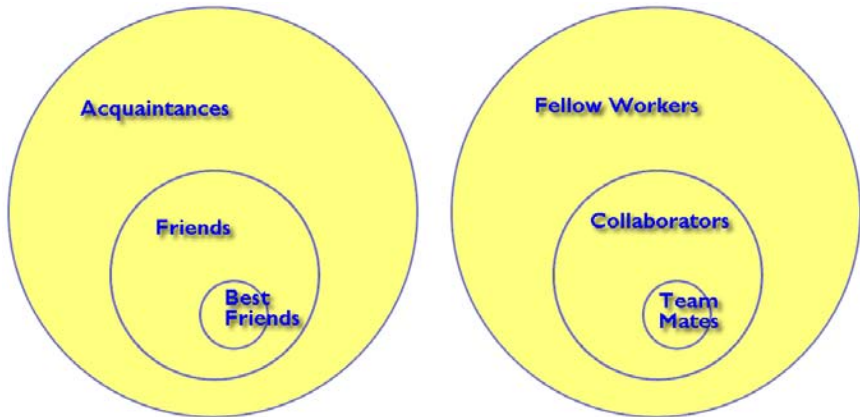 Acquaintances
Friends
Best
Friends
Fellow Workers
Collaborators
Team
Mates